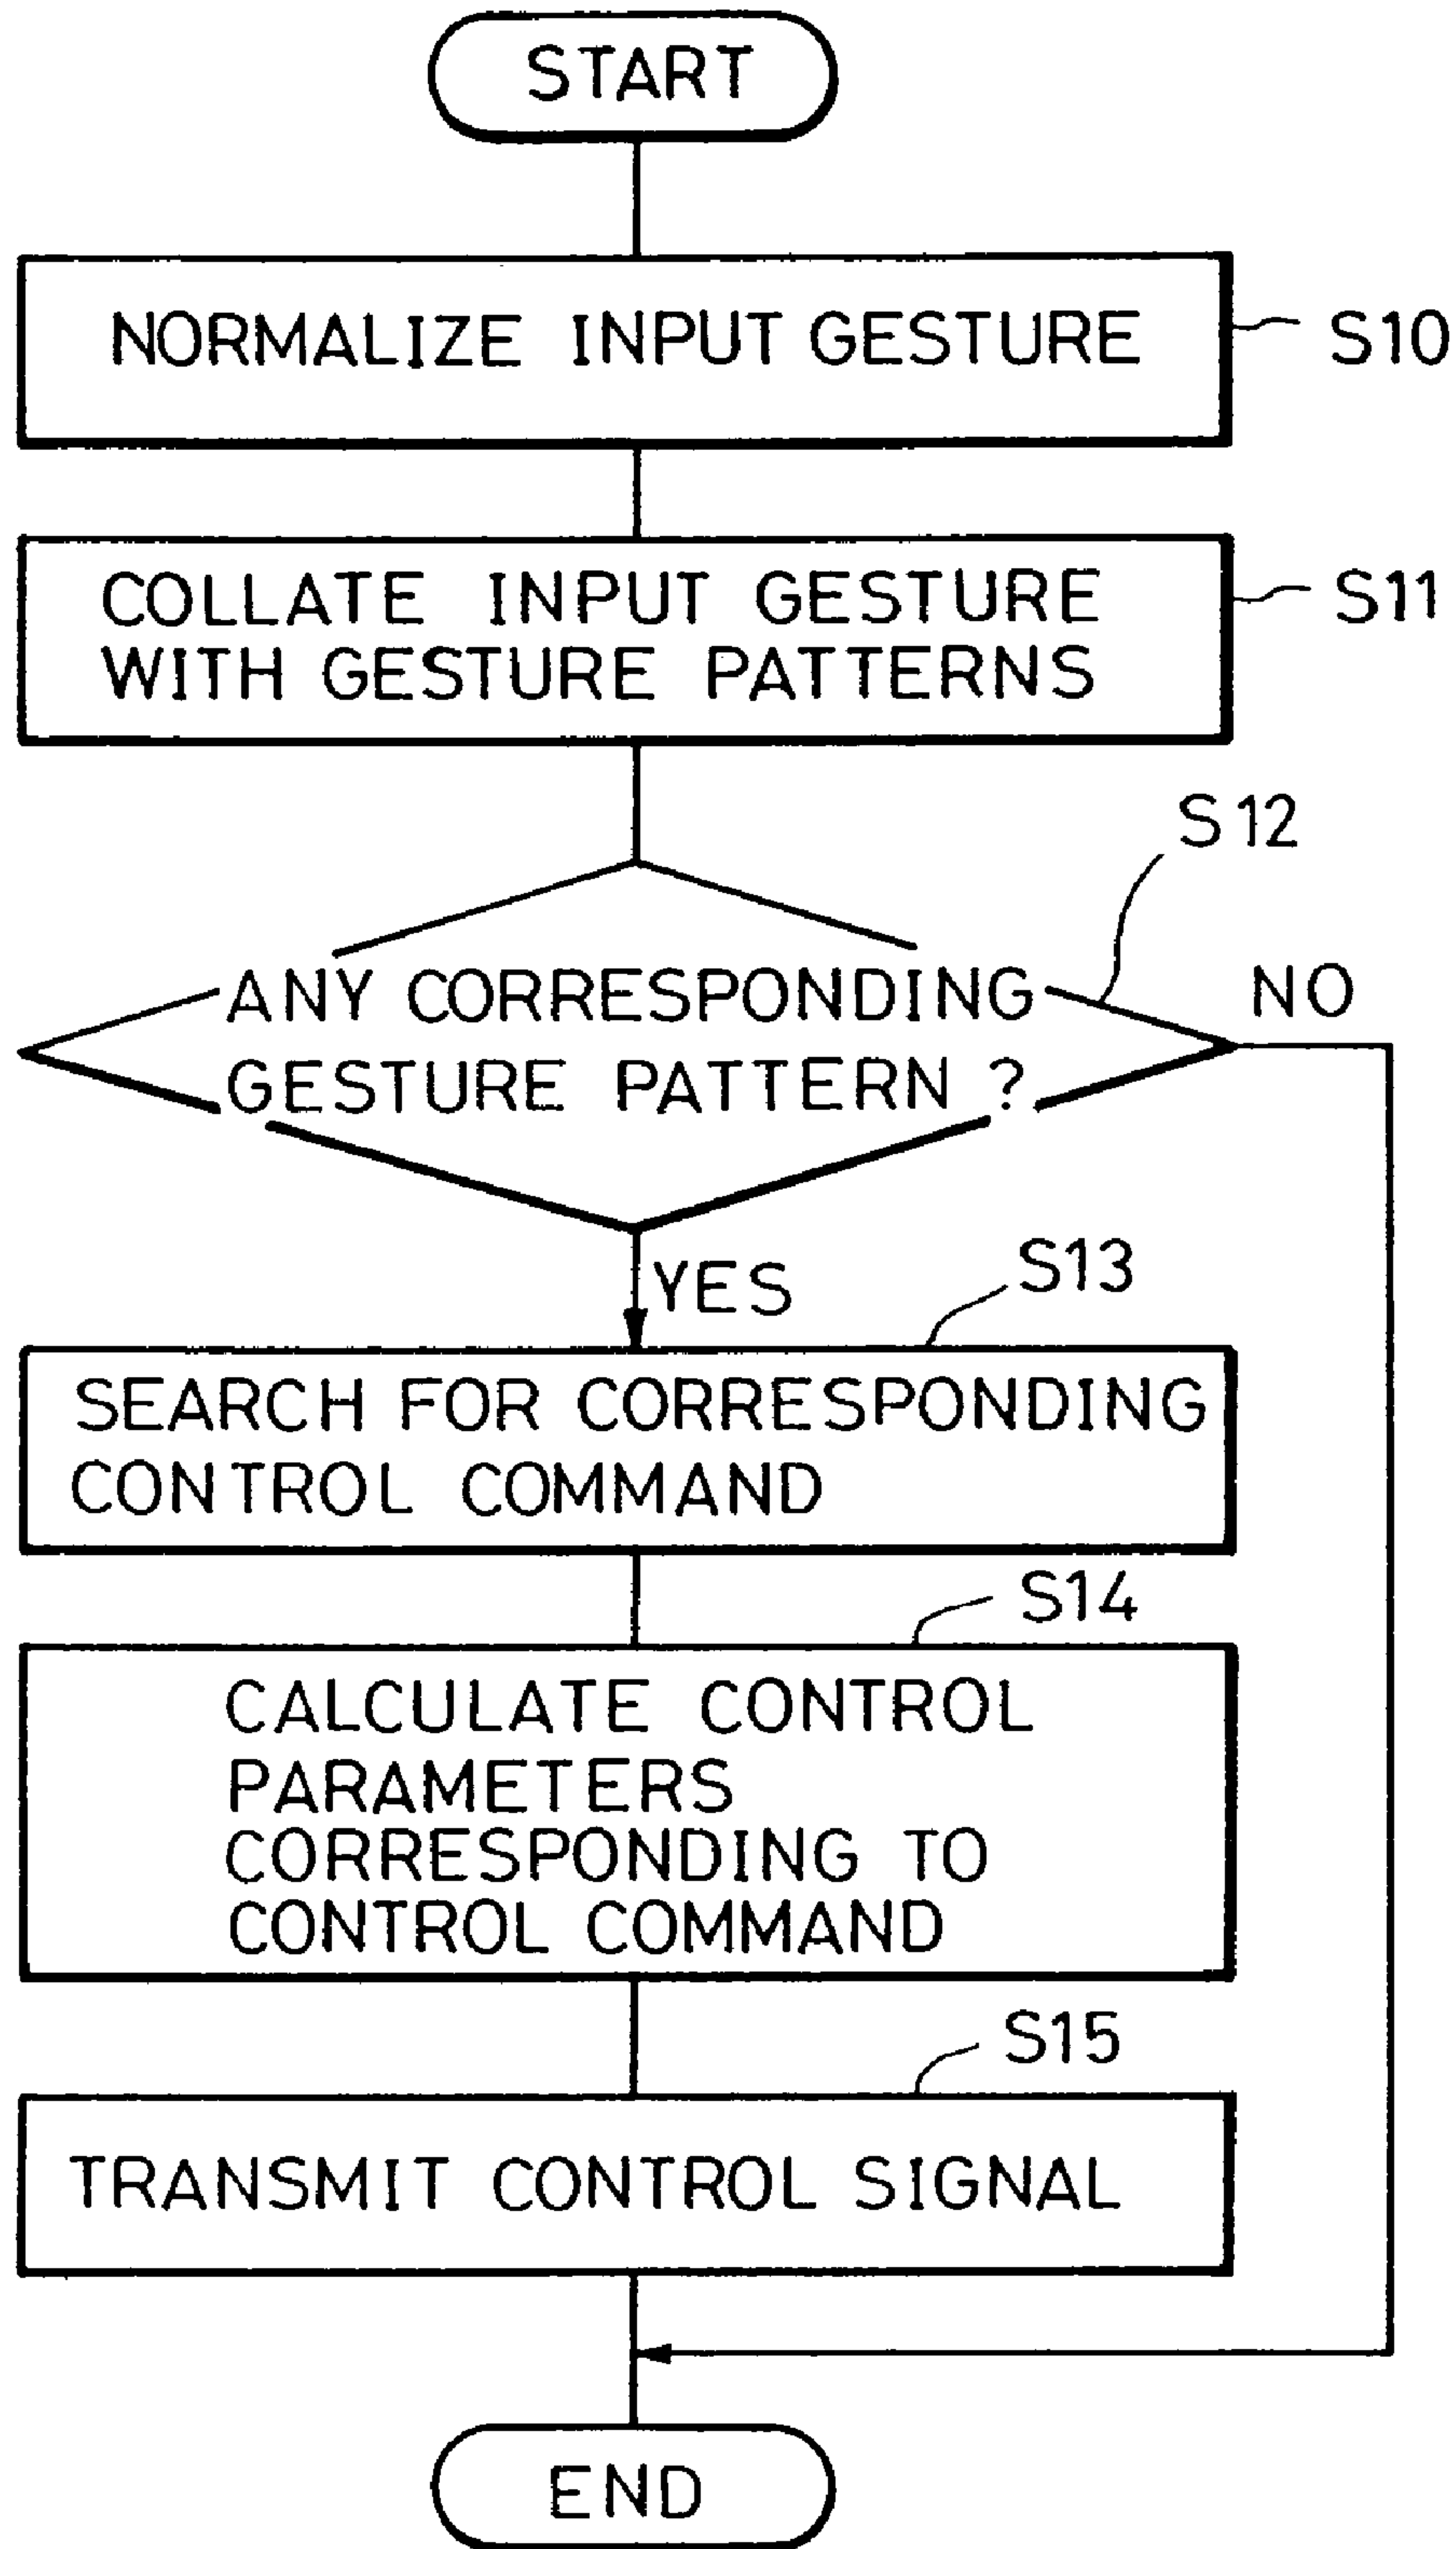 START
NORMALIZE INPUT GESTURE
S10
COLLATE INPUT GESTURE
WITH GESTURE PATTERNS
S11
S12
ANY CORRESPONDING
GESTURE PATTERN ?
NO
YES
S13
SEARCH FOR CORRESPONDING
CONTROL COMMAND
S14
CALCULATE CONTROL
PARAMETERS
CORRESPONDING TO
CONTROL COMMAND
S15
TRANSMIT CONTROL SIGNAL
END